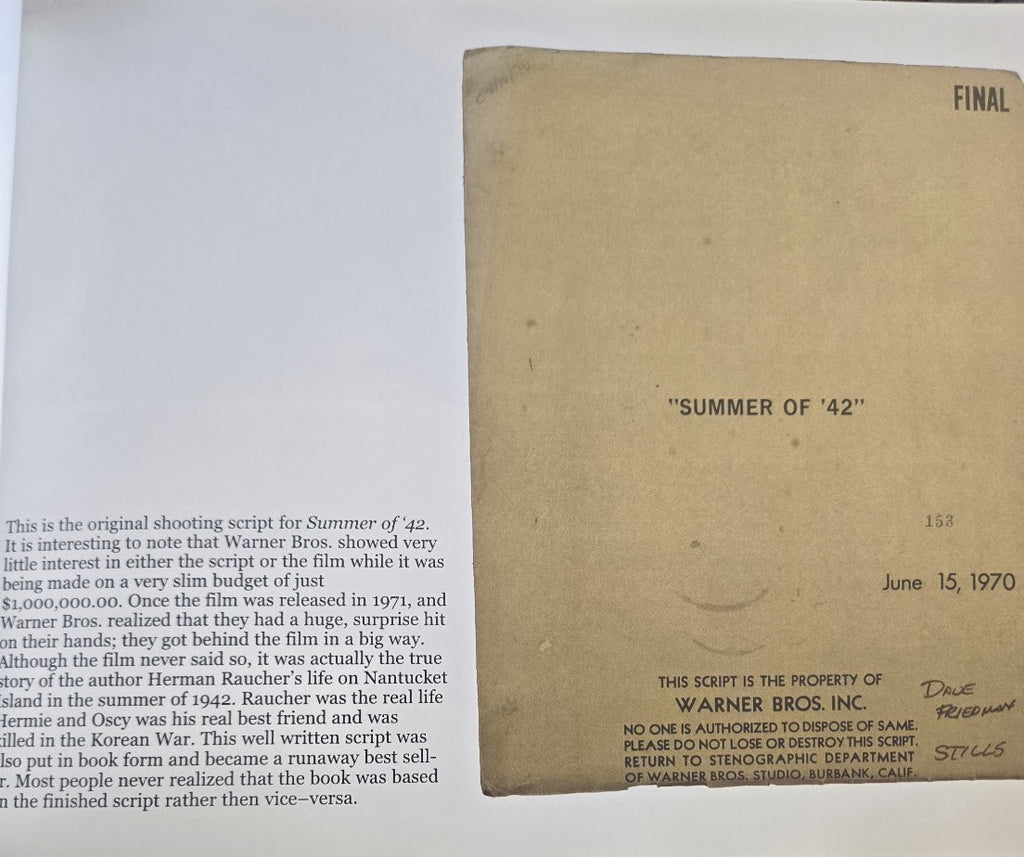 This is the original shooting script for Summer of ‘42.
It is interesting to note that Warner Bros. showed very
little interest in either the script or the film while it was
being made on a very slim budget of just
$1,000,000.00. Once the film was released in 1971, and
Warner Bros. realized that they had a huge, surprise hit
on their hands; they got behind the film in a big way.
Although the film never said so, it was actually the true
story of the author Herman Raucher's life on Nantucket
Island in the summer of 1942. Raucher was the real life
Hermie and Oscy was his real best friend and was
illed in the Korean War. This well written script was
lso put in book form and became a runaway best sell-
r. Most people never realized that the book was based
n the finished script rather then vice–versa.
FINAL
"SUMMER OF '42"
153
June 15, 1970
THIS SCRIPT IS THE PROPERTY OF
WARNER BROS. INC.
NO ONE IS AUTHORIZED TO DISPOSE OF SAME.
PLEASE DO NOT LOSE OR DESTROY THIS SCRIPT.
RETURN TO STENOGRAPHIC DEPARTMENT
OF WARNER BROS. STUDIO, BURBANK, CALIF.
DAVE
FRIEDMAN
STILLS